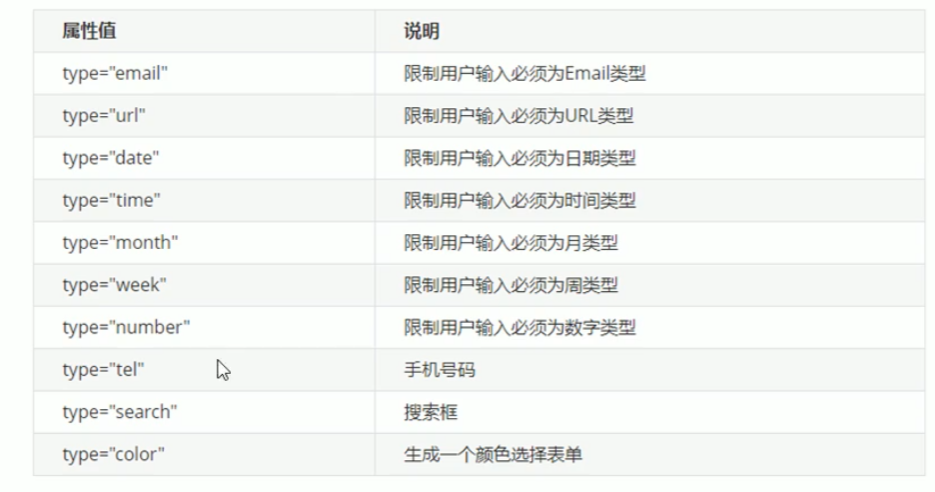 属性值 说明
type="email" 限制用户输入必须为Email类型
type="url" 限制用户输入必须为URL类型
type="date" 限制用户输入必须为日期类型
type="time" 限制用户输入必须为时间类型
type="month" 限制用户输入必须为月类型
type="week" 限制用户输入必须为周类型
type="number" 限制用户输入必须为数字类型
type="tel" 手机号码
type="search" 搜索框
type="color" 生成一个颜色选择表单